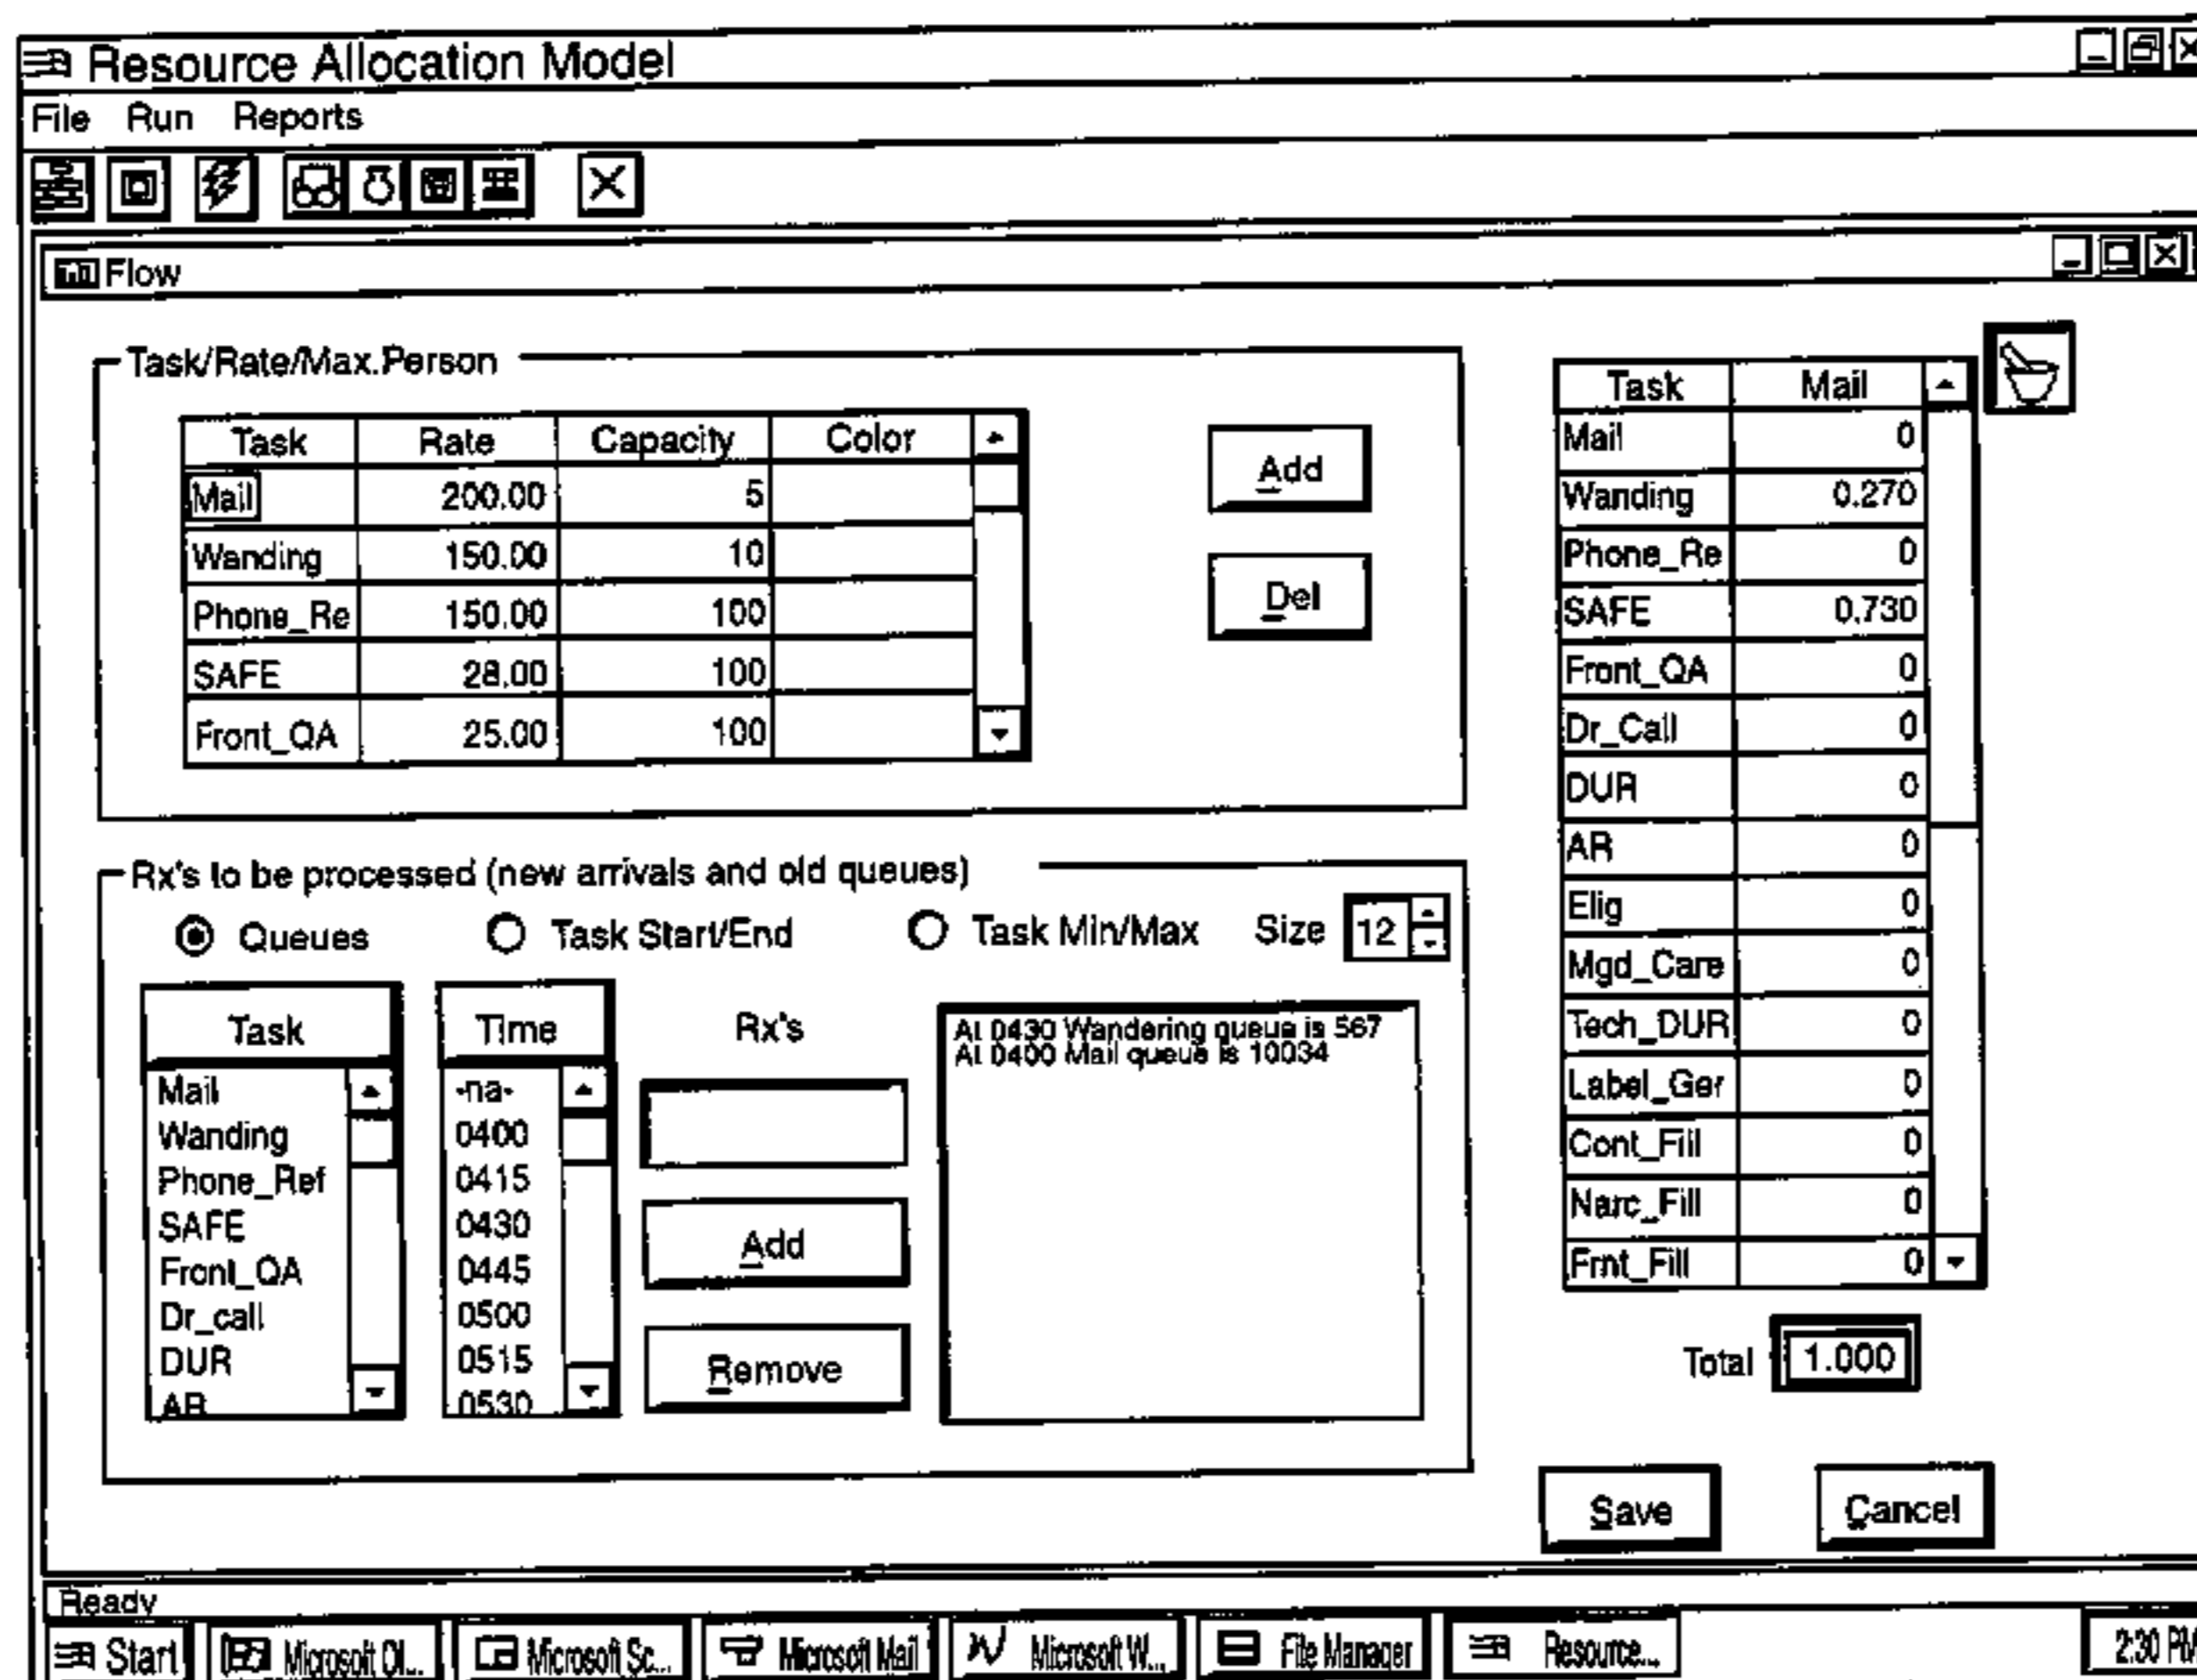 Resource Allocation Model
File Run Reports
Flow
Task/Rate/Max.Person
Task Rate Capacity Color
Mail 200.00 5
Wanding 150.00 10
Phone_Re 150.00 100
SAFE 28.00 100
Front_QA 25.00 100
Add
Del
Rx's to be processed (new arrivals and old queues)
Queues Task Start/End Task Min/Max Size 12
Task
Mail
Wanding
Phone_Ref
SAFE
Front_QA
Dr_call
DUR
AR
Time
-na-
0400
0415
0430
0445
0500
0515
0530
Rx's
Add
Remove
At 0430 Wandering queue is 567
At 0400 Mail queue is 10034
Task Mail
Mail 0
Wanding 0.270
Phone_Re 0
SAFE 0.730
Front_QA 0
Dr_Call 0
DUR 0
AR 0
Elig 0
Mgd_Care 0
Tech_DUR 0
Label_Ger 0
Cont_Fill 0
Narc_Fill 0
Frnt_Fill 0
Total 1.000
Save Cancel
Ready
Start Microsoft Ol... Microsoft Sc... Microsoft Mail Microsoft W... File Manager Resource... 2:30 PM